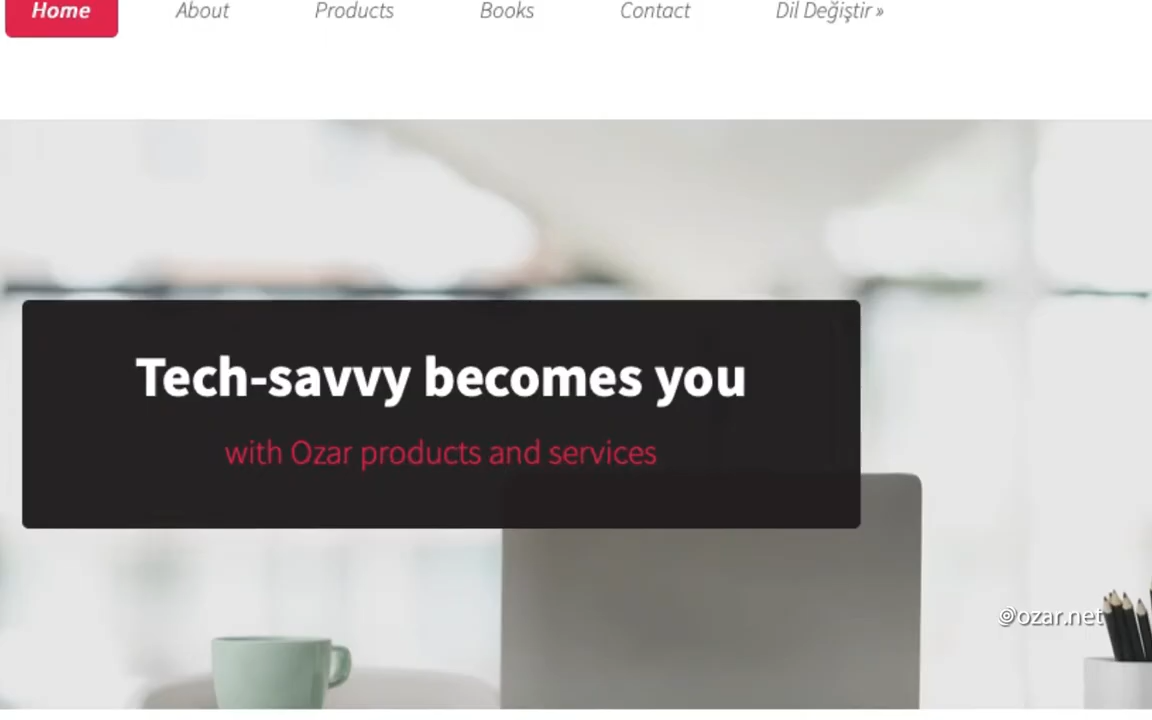 Home About Products Books Contact Dil Değiştir »
Tech-savvy becomes you
with Ozar products and services
©ozar.net